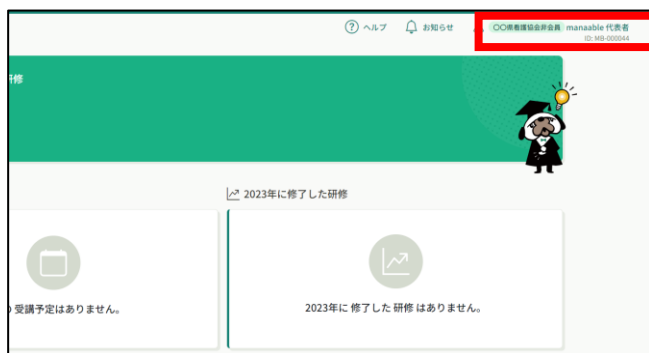 ヘルプ
お知らせ
〇〇県看護協会非会員 manaable 代表者
ID: MB-000044
研修
2023年に修了した研修
受講予定はありません。
2023年に 修了した 研修 はありません。